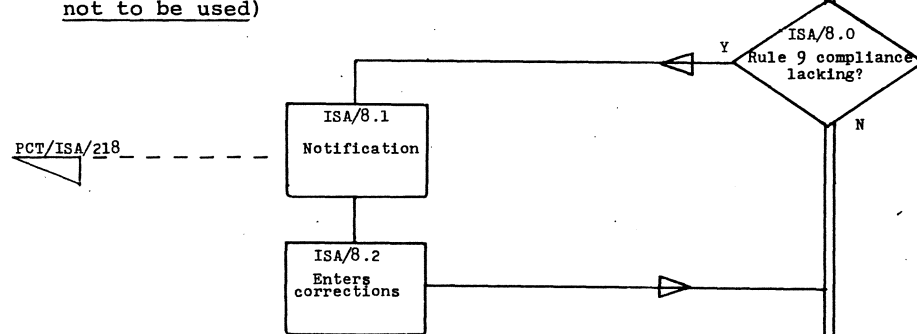 not to be used)
ISA/8.0
Y
Rule 9 compliance
lacking?
N
ISA/8.1
Notification
PCT/ISA/218
ISA/8.2
Enters
corrections